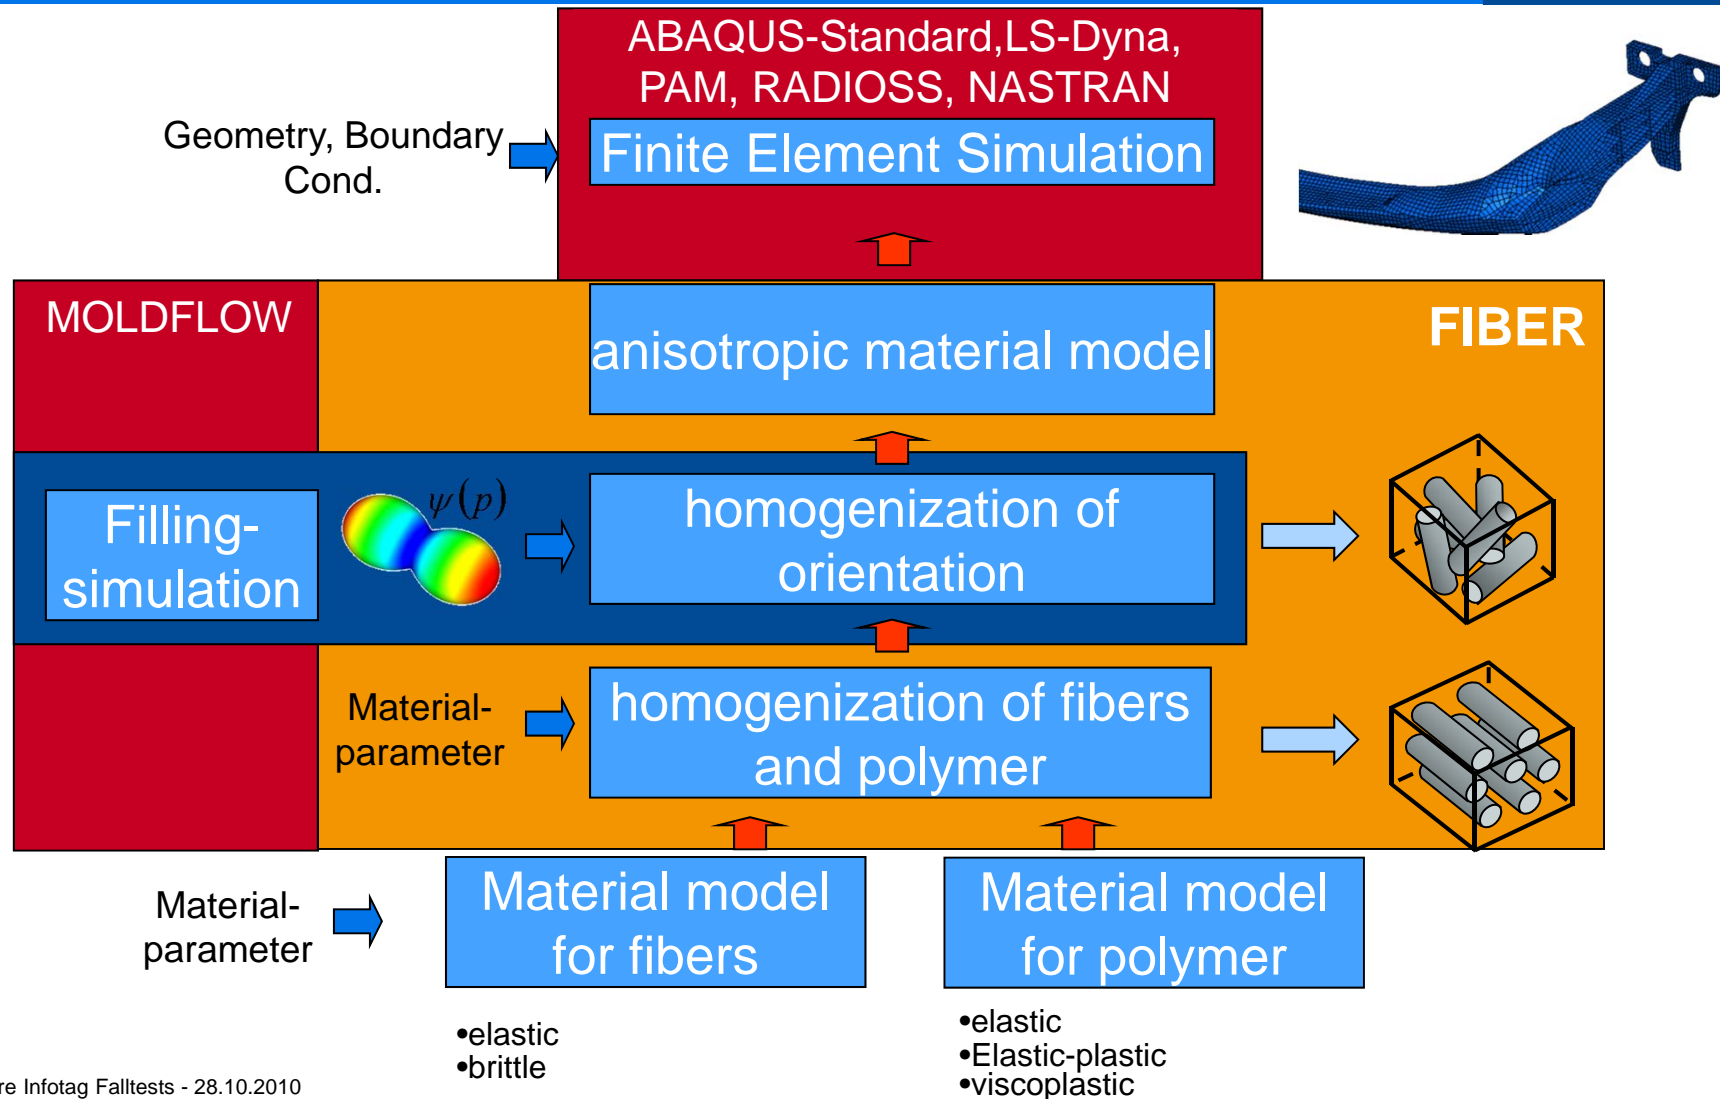 ABAQUS-Standard,LS-Dyna,
PAM, RADIOSS, NASTRAN
Geometry, Boundary
Cond.
Finite Element Simulation
MOLDFLOW
FIBER
anisotropic material model
Filling-
simulation
ψ(p)
homogenization of
orientation
Material-
parameter
homogenization of fibers
and polymer
Material-
parameter
Material model
for fibers
Material model
for polymer
•elastic
•brittle
•elastic
•Elastic-plastic
•viscoplastic
re Infotag Falltests - 28.10.2010